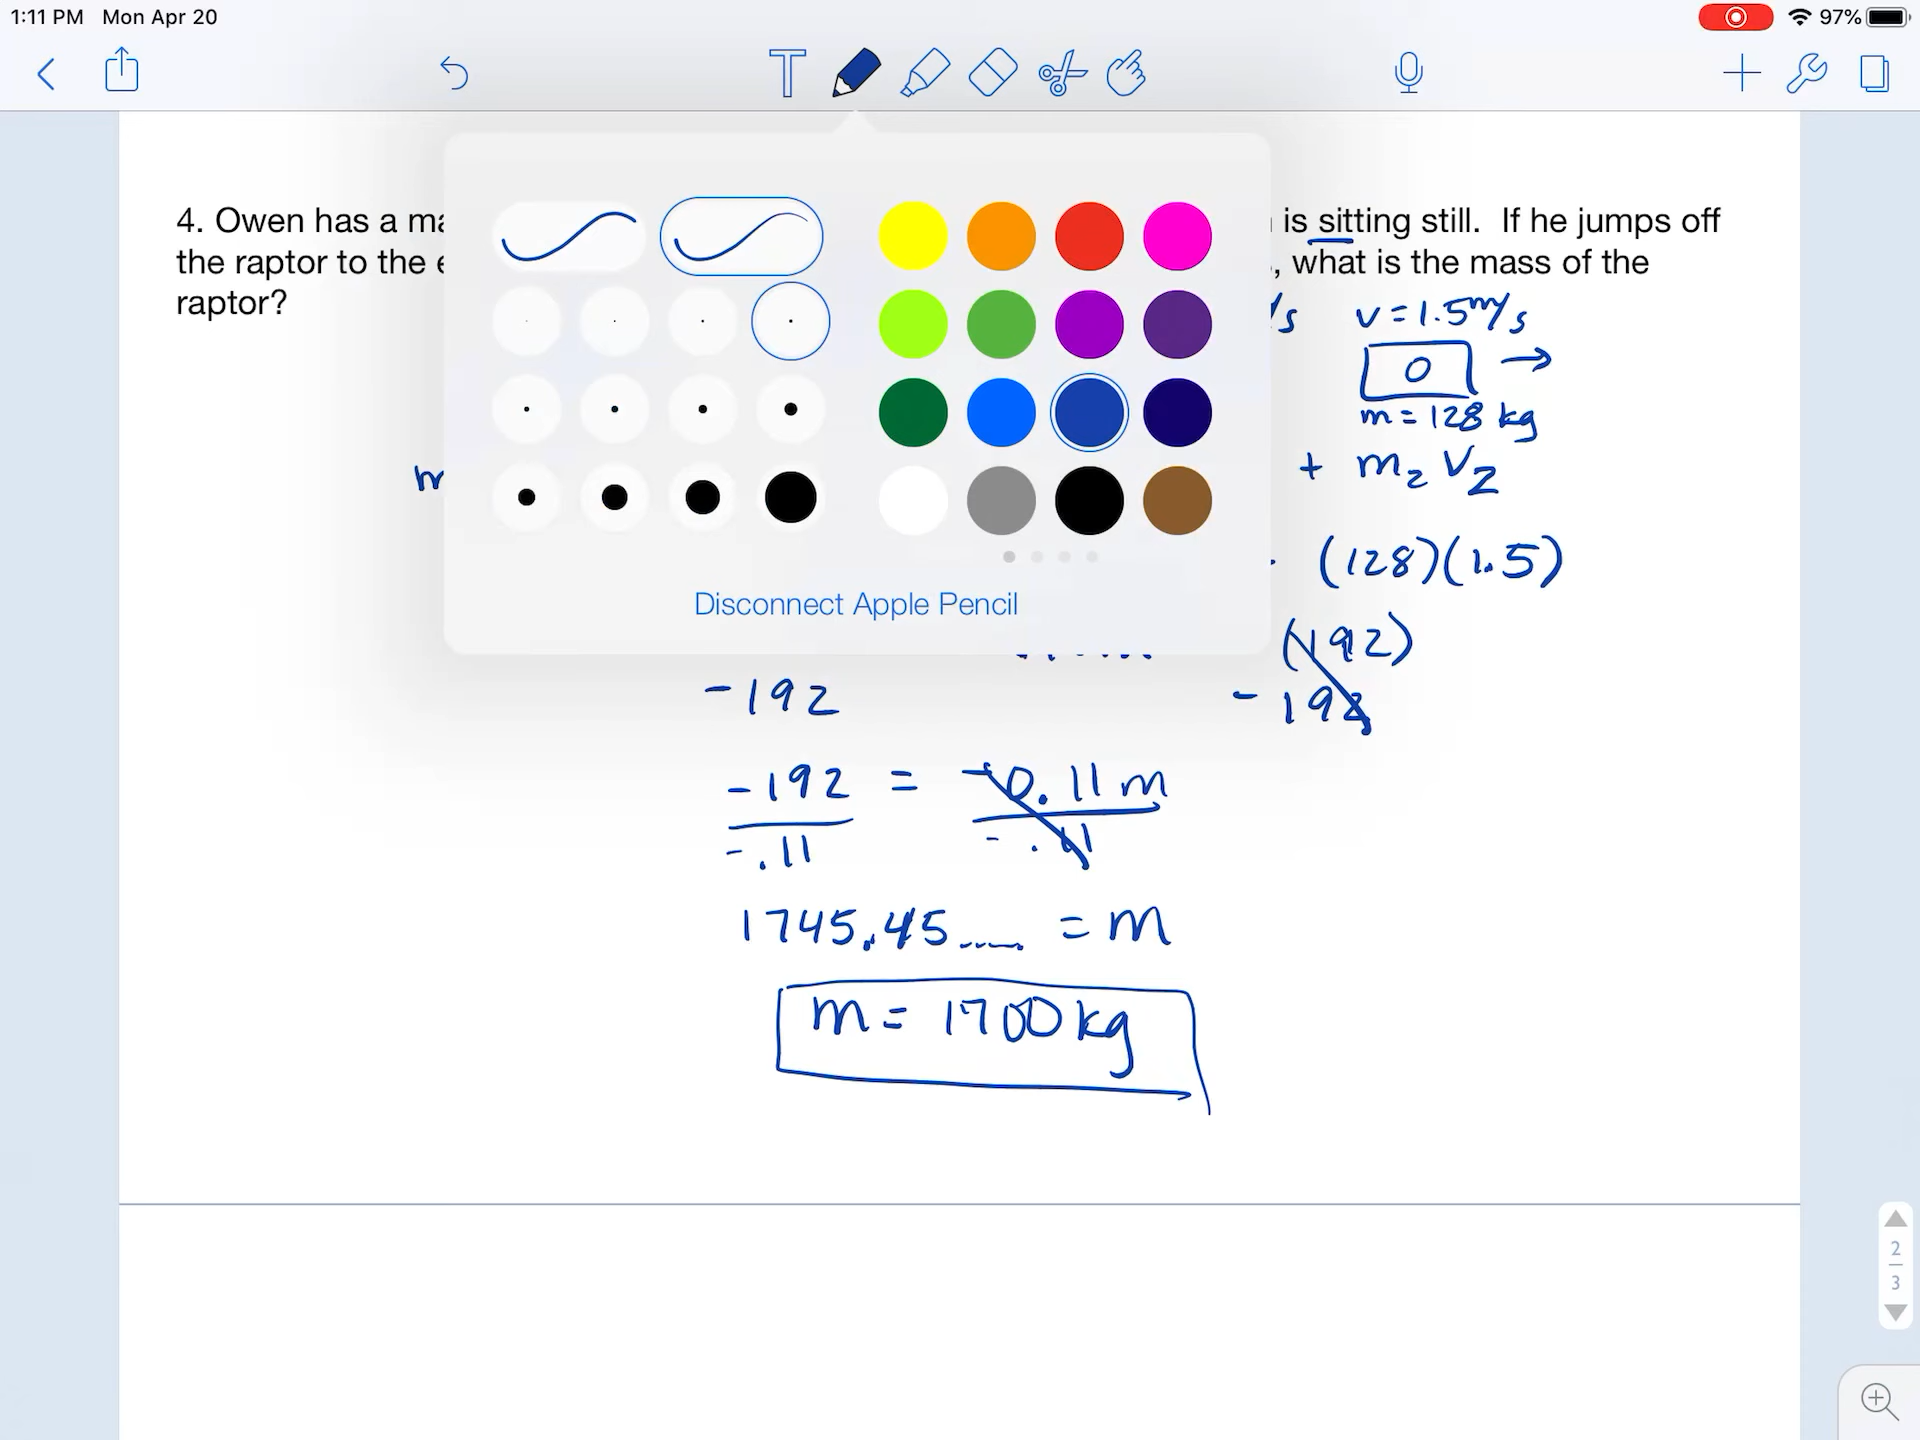 1:11 PM Mon Apr 20 97%
4. Owen has a is sitting still. If he jumps off
the raptor to the , what is the mass of the
raptor?
/s v = 1.5 m/s
0 →
m = 128 kg
m + m₂ V₂
(128)(1.5)
(192)
-192 - 192
-192 = -0.11 m
-.11 - .11
1745.45..... = m
m = 1700 kg
Disconnect Apple Pencil
2
3